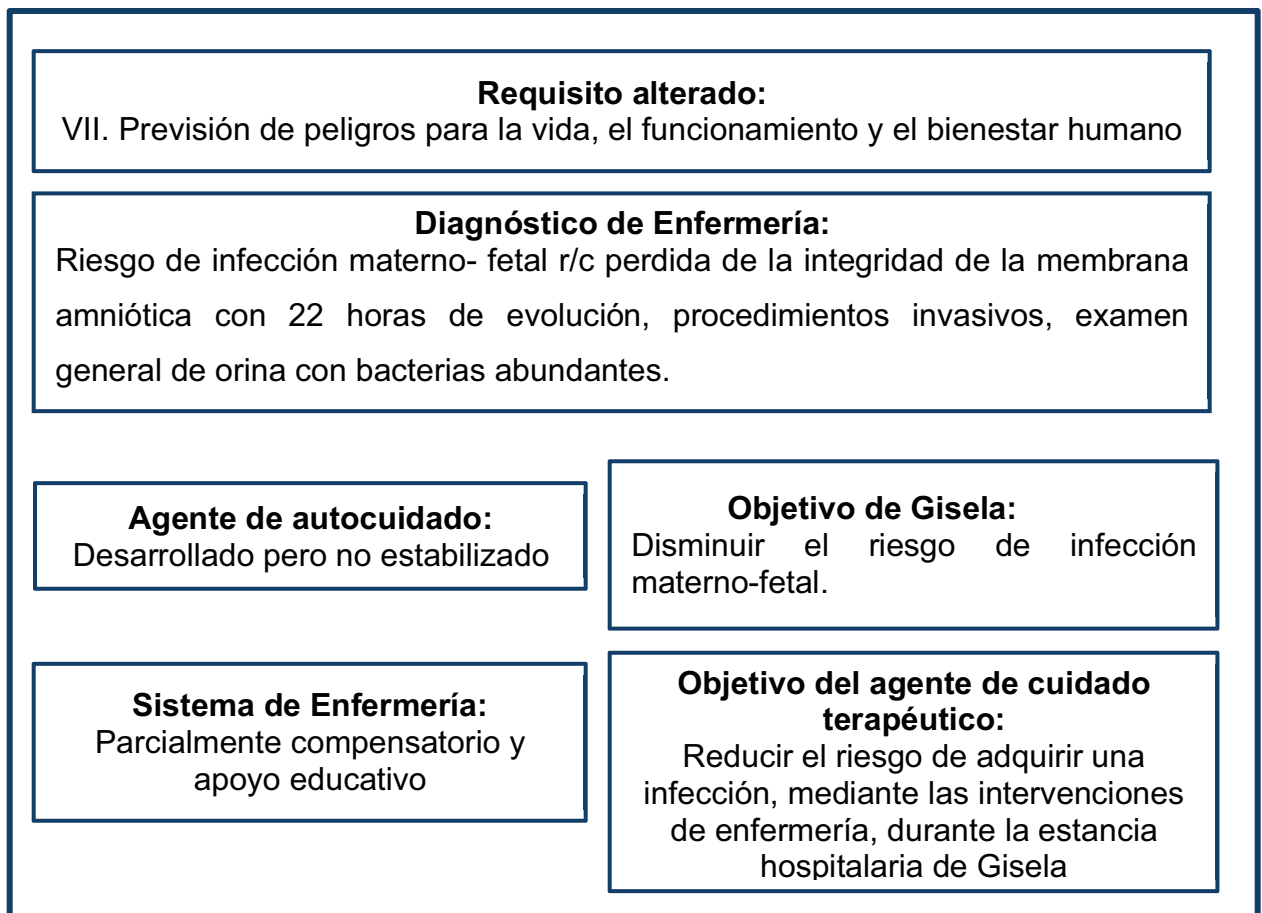 Requisito alterado:
VII. Previsión de peligros para la vida, el funcionamiento y el bienestar humano
Diagnóstico de Enfermería:
Riesgo de infección materno- fetal r/c perdida de la integridad de la membrana
amniótica con 22 horas de evolución, procedimientos invasivos, examen
general de orina con bacterias abundantes.
Agente de autocuidado:
Desarrollado pero no estabilizado
Objetivo de Gisela:
Disminuir el riesgo de infección
materno-fetal.
Sistema de Enfermería:
Parcialmente compensatorio y
apoyo educativo
Objetivo del agente de cuidado
terapéutico:
Reducir el riesgo de adquirir una
infección, mediante las intervenciones
de enfermería, durante la estancia
hospitalaria de Gisela